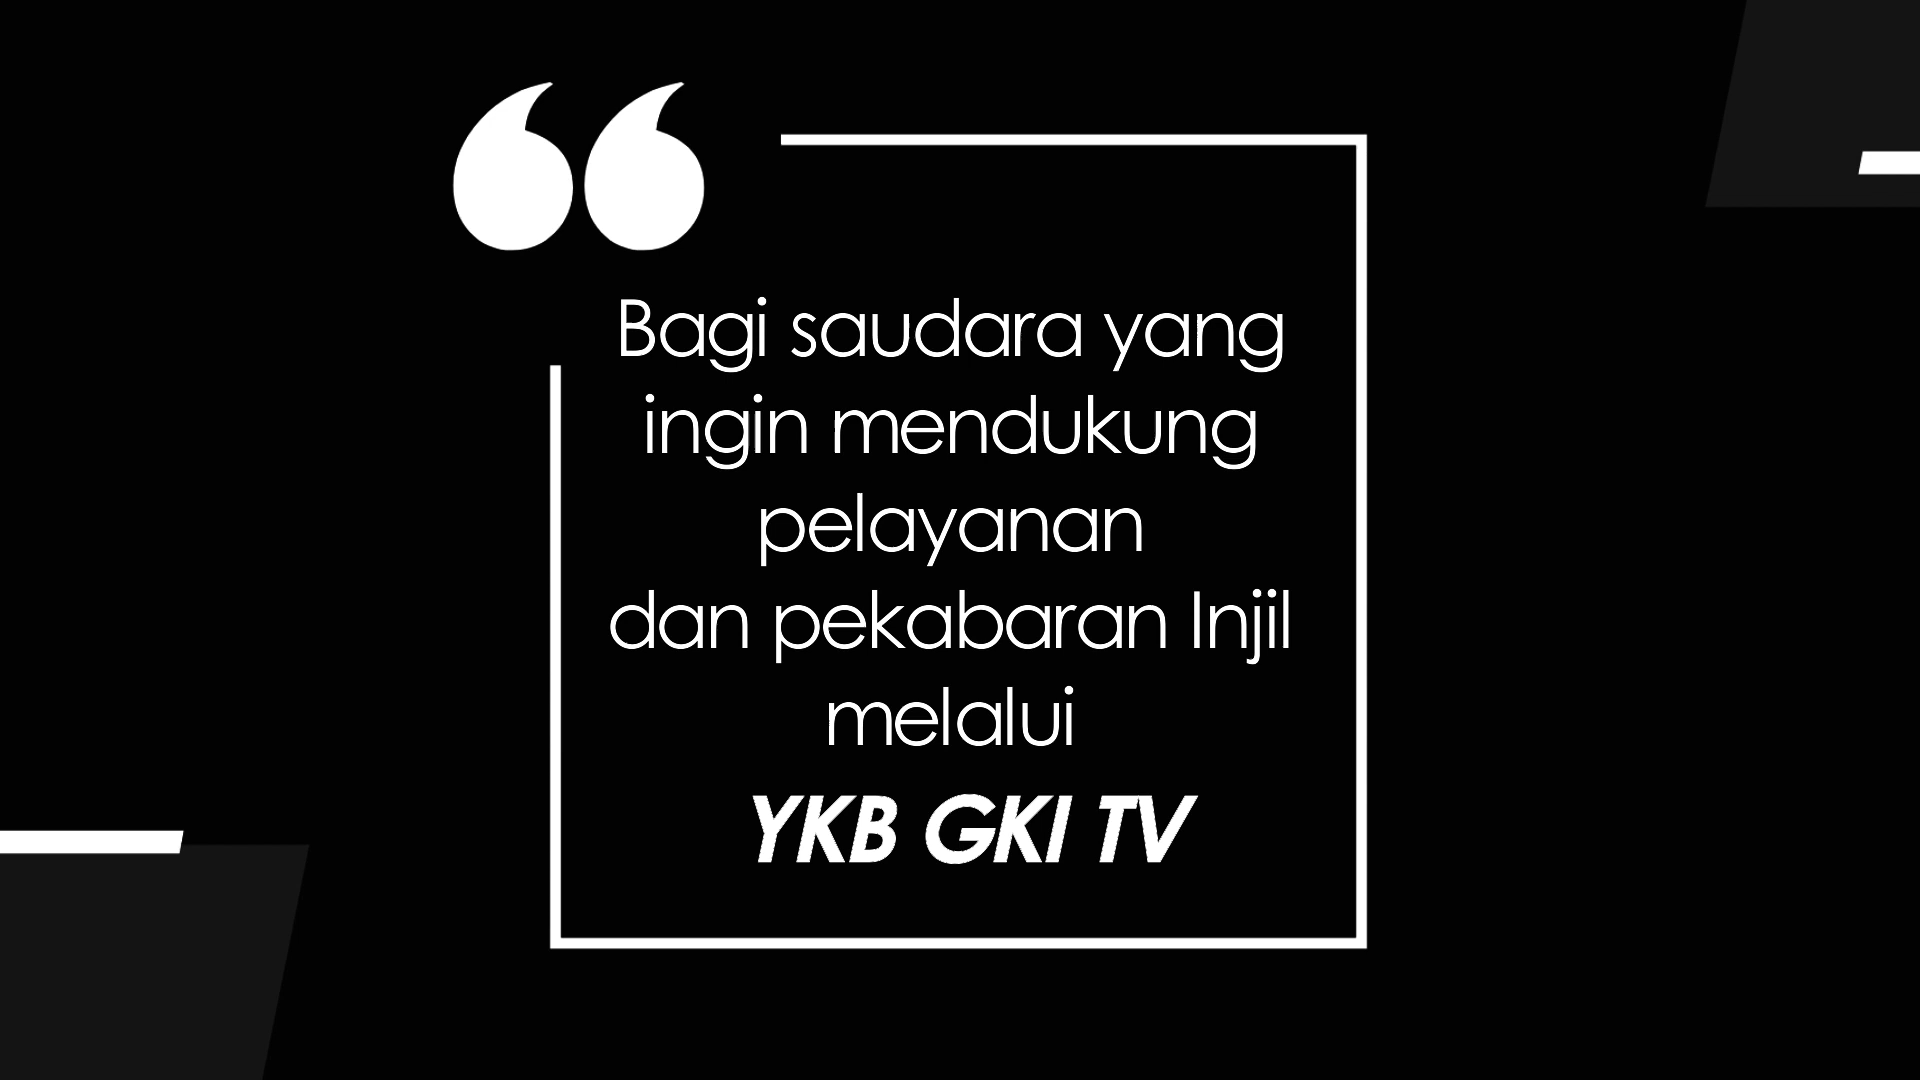 Bagi saudara yang
ingin mendukung
pelayanan
dan pekabaran Injil
melalui
YKB GKI TV